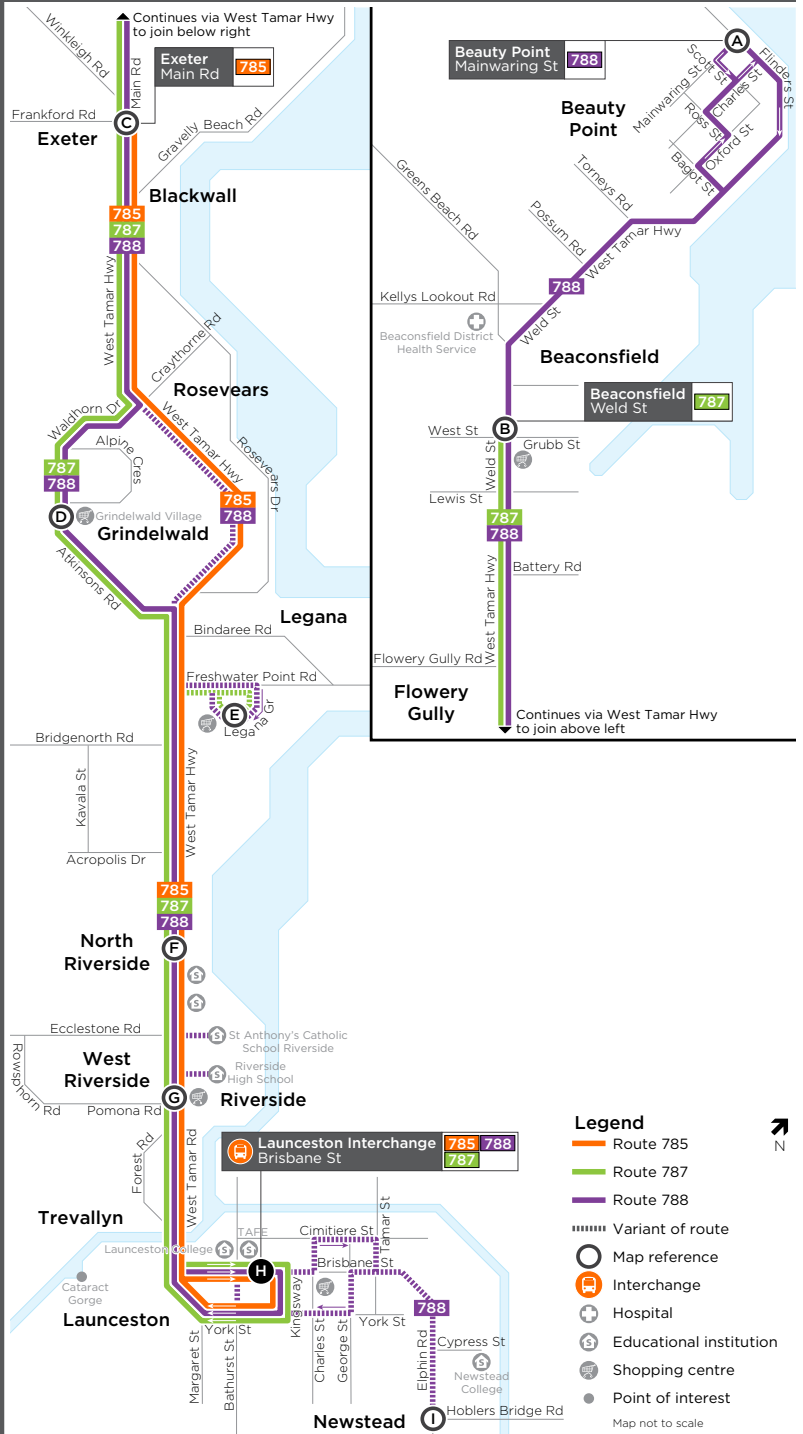 Continues via West Tamar Hwy
to join below right
Winkleigh Rd
Main Rd
Exeter
Main Rd
785
Frankford Rd
C
Exeter
Gravelly Beach Rd
Blackwall
785
787
788
West Tamar Hwy
Craythorne Rd
Rosevears
Waldhorn Dr
West Tamar Hwy
Alpine Cres
Rosevears Dr
787
788
785
788
D
Grindelwald Village
Grindelwald
Atkinsons Rd
Legana
Bindaree Rd
Freshwater Point Rd
E
Legana Gr
Bridgenorth Rd
Kavala St
West Tamar Hwy
Acropolis Dr
785
787
788
F
North
Riverside
S
S
Ecclestone Rd
S
St Anthony's Catholic
School Riverside
West
Riverside
S
Riverside
High School
Rowsphorn Rd
G
Riverside
Pomona Rd
Forest Rd
West Tamar Rd
Launceston Interchange
Brisbane St
785
788
787
Trevallyn
TAFE
Launceston College
S
S
Cimitiere St
Tamar St
Brisbane St
H
Cataract
Gorge
Launceston
Kingsway
York St
York St
788
Margaret St
Bathurst St
Charles St
George St
Elphin Rd
Cypress St
S
Newstead
College
Newstead
I
Hoblers Bridge Rd
Beauty Point
Mainwaring St
788
A
Flinders St
Scott St
Mainwaring St
Charles St
Beauty
Point
Ross St
Oxford St
Bagot St
Greens Beach Rd
Torneys Rd
Possum Rd
West Tamar Hwy
788
Kellys Lookout Rd
Weld St
Beaconsfield District
Health Service
Beaconsfield
Beaconsfield
Weld St
787
West St
B
Grubb St
Weld St
Lewis St
787
788
Battery Rd
West Tamar Hwy
Flowery Gully Rd
Flowery
Gully
Continues via West Tamar Hwy
to join above left
Legend
N
Route 785
Route 787
Route 788
Variant of route
Map reference
Interchange
Hospital
S
Educational institution
Shopping centre
Point of interest
Map not to scale